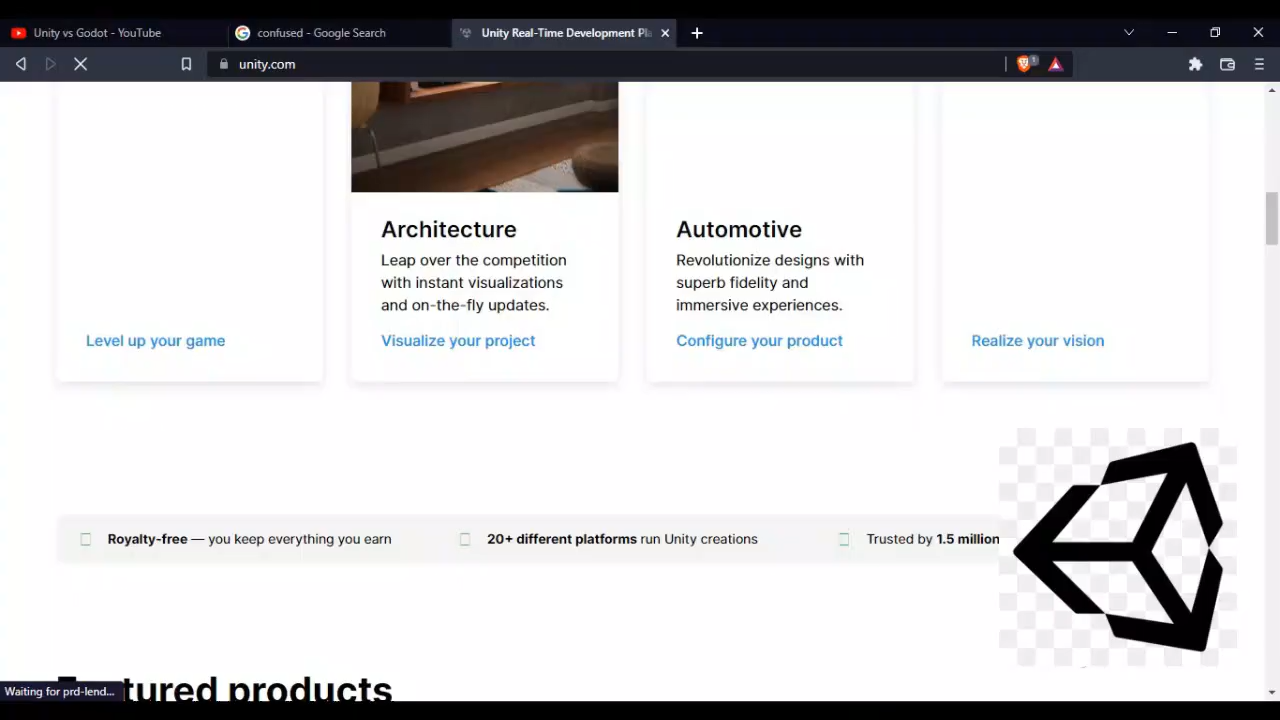 Unity vs Godot - YouTube
confused - Google Search
Unity Real-Time Development Pl
unity.com
1
Architecture
Leap over the competition
with instant visualizations
and on-the-fly updates.
Visualize your project
Automotive
Revolutionize designs with
superb fidelity and
immersive experiences.
Configure your product
Level up your game
Realize your vision
Royalty-free — you keep everything you earn
20+ different platforms run Unity creations
Trusted by 1.5 million
tured products
Waiting for prd-lend...